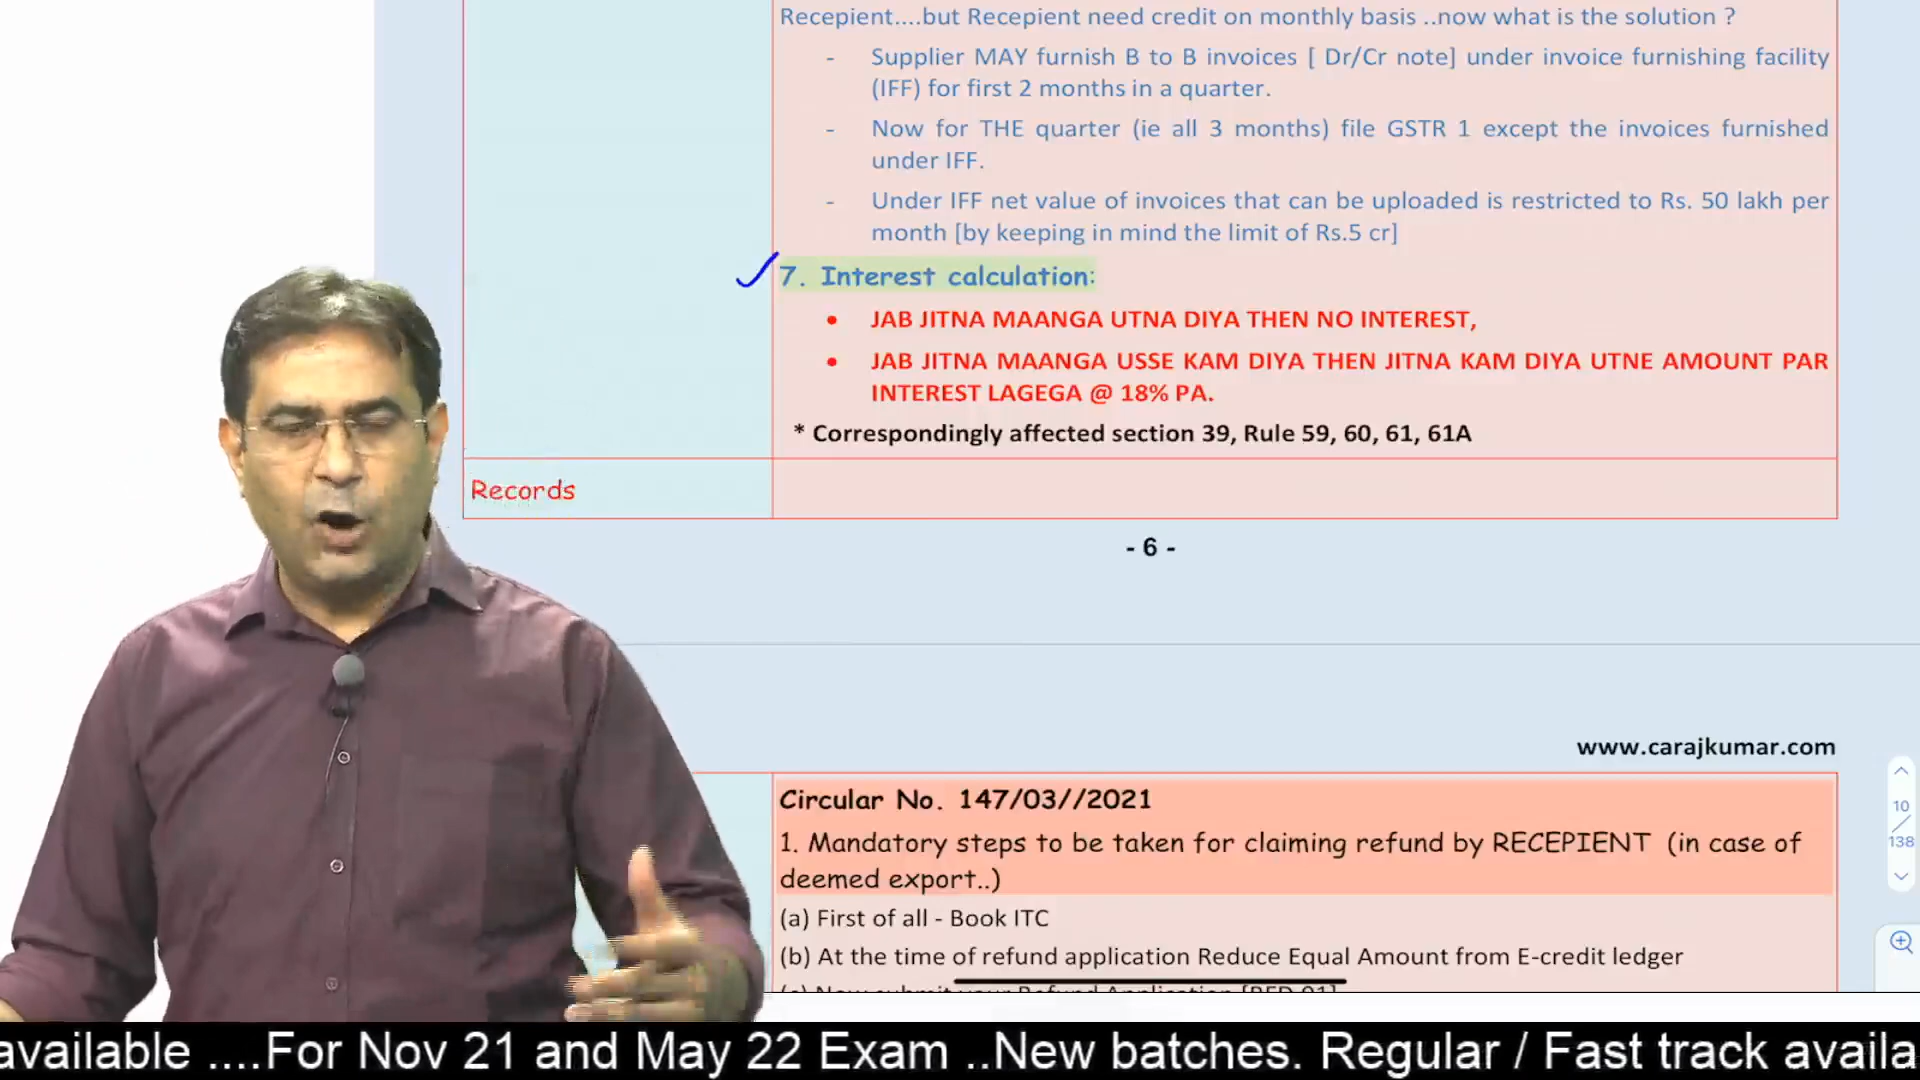 Recepient....but Recepient need credit on monthly basis ..now what is the solution ?
- Supplier MAY furnish B to B invoices [ Dr/Cr note] under invoice furnishing facility
(IFF) for first 2 months in a quarter.
- Now for THE quarter (ie all 3 months) file GSTR 1 except the invoices furnished
under IFF.
- Under IFF net value of invoices that can be uploaded is restricted to Rs. 50 lakh per
month [by keeping in mind the limit of Rs.5 cr]
7. Interest calculation:
• JAB JITNA MAANGA UTNA DIYA THEN NO INTEREST,
• JAB JITNA MAANGA USSE KAM DIYA THEN JITNA KAM DIYA UTNE AMOUNT PAR
INTEREST LAGEGA @ 18% PA.
* Correspondingly affected section 39, Rule 59, 60, 61, 61A
Records
- 6 -
www.carajkumar.com
Circular No. 147/03//2021
1. Mandatory steps to be taken for claiming refund by RECEPIENT (in case of
deemed export..)
(a) First of all - Book ITC
(b) At the time of refund application Reduce Equal Amount from E-credit ledger
(c) Now submit your Refund Application [RFD 01]
10
138
available ....For Nov 21 and May 22 Exam ..New batches. Regular / Fast track availa